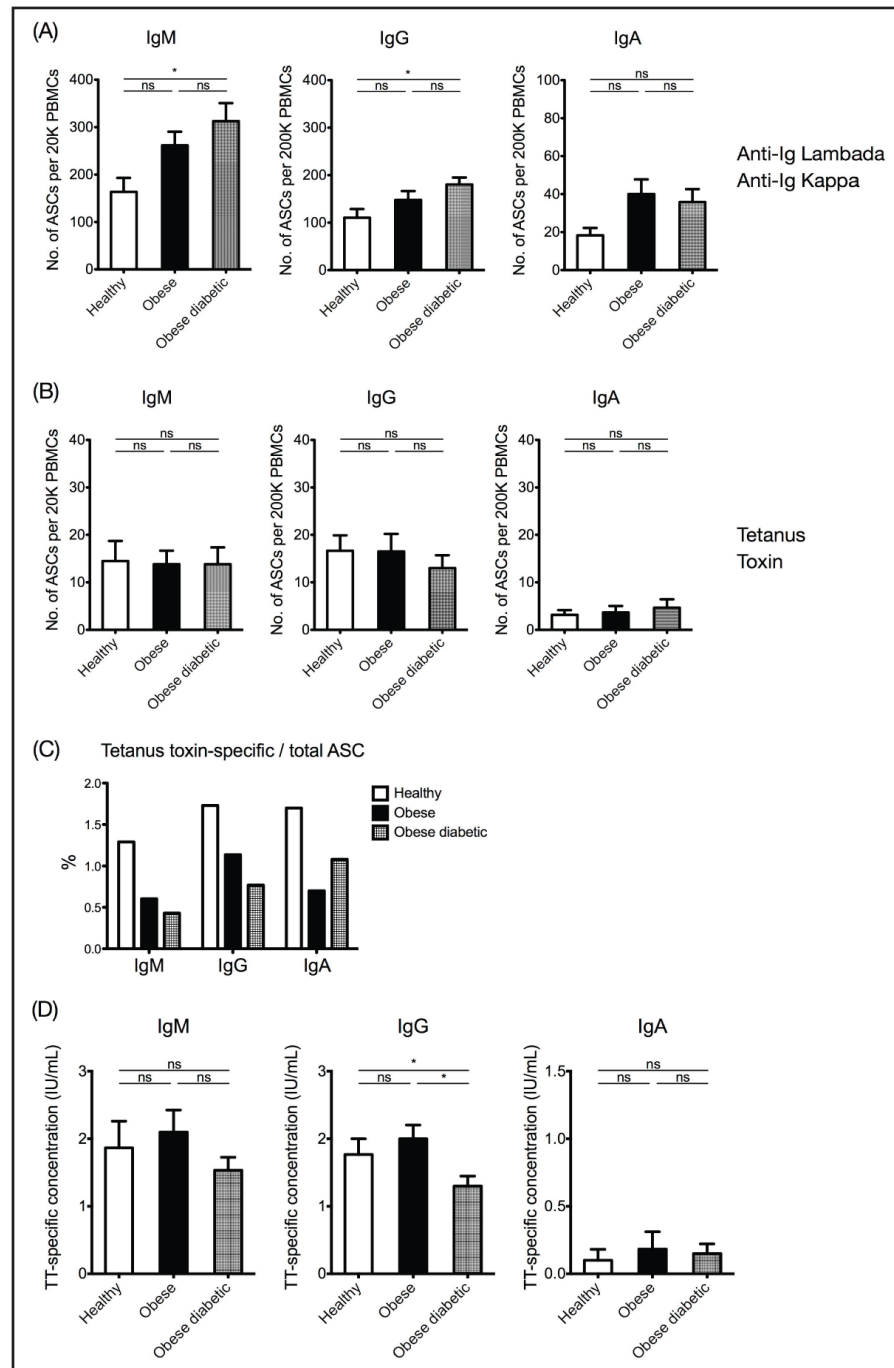 (A)
IgM
IgG
IgA
No. of ASCs per 20K PBMCs
400
300
200
100
0
ns
ns
*
Healthy
Obese
Obese diabetic
No. of ASCs per 200K PBMCs
400
300
200
100
0
ns
ns
*
Healthy
Obese
Obese diabetic
No. of ASCs per 200K PBMCs
100
80
60
40
20
0
ns
ns
ns
Healthy
Obese
Obese diabetic
Anti-Ig Lambada
Anti-Ig Kappa
(B)
IgM
IgG
IgA
No. of ASCs per 20K PBMCs
40
30
20
10
0
ns
ns
ns
Healthy
Obese
Obese diabetic
No. of ASCs per 200K PBMCs
40
30
20
10
0
ns
ns
ns
Healthy
Obese
Obese diabetic
No. of ASCs per 200K PBMCs
40
30
20
10
0
ns
ns
ns
Healthy
Obese
Obese diabetic
Tetanus
Toxin
(C)
Tetanus toxin-specific / total ASC
%
2.0
1.5
1.0
0.5
0.0
IgM
IgG
IgA
Healthy
Obese
Obese diabetic
(D)
IgM
IgG
IgA
TT-specific concentration (IU/mL)
3
2
1
0
ns
ns
ns
Healthy
Obese
Obese diabetic
TT-specific concentration (IU/mL)
3
2
1
0
*
ns
*
Healthy
Obese
Obese diabetic
TT-specific concentration (IU/mL)
1.5
1.0
0.5
0.0
ns
ns
ns
Healthy
Obese
Obese diabetic